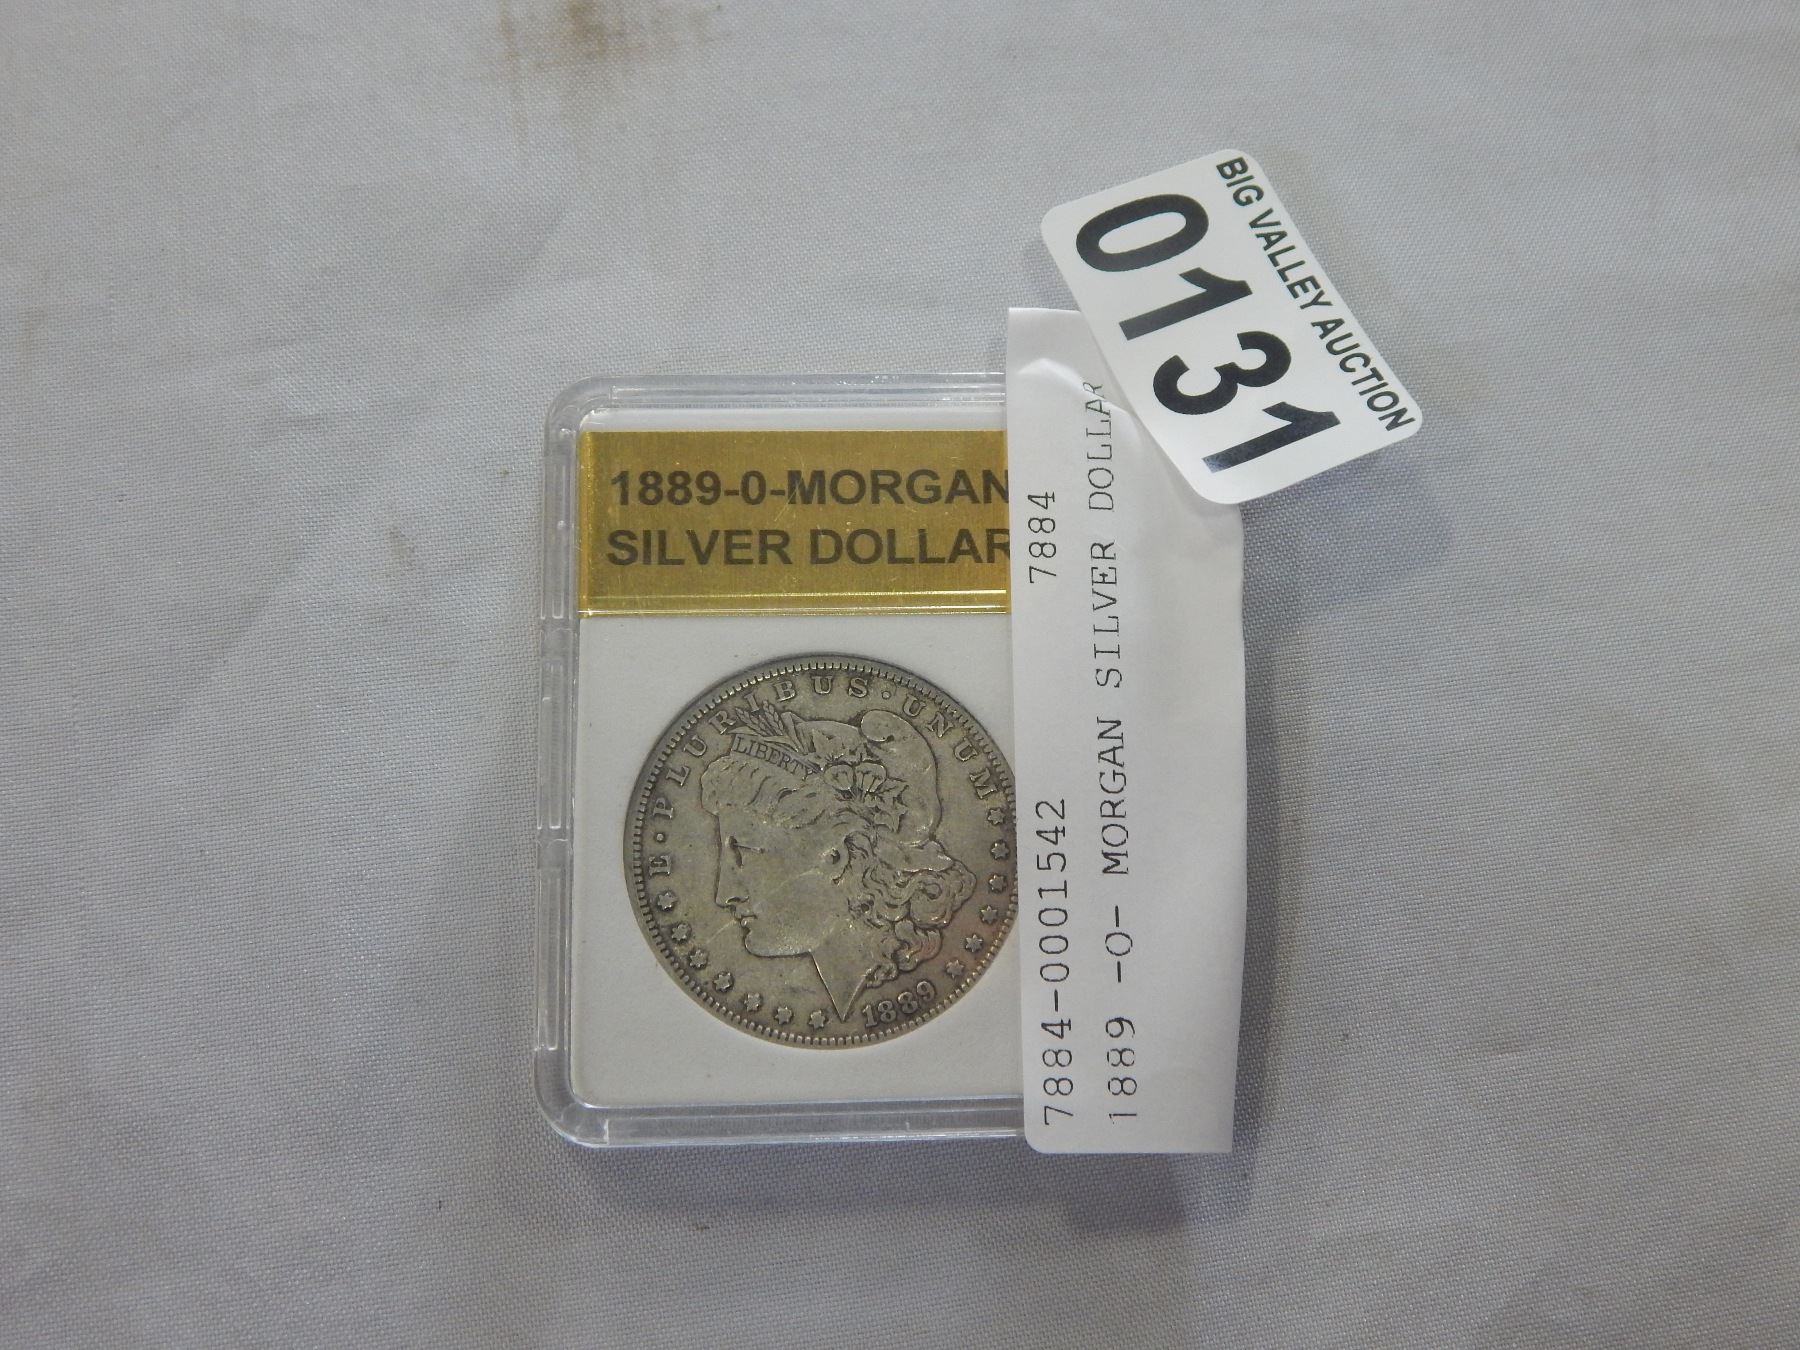 BIG VALLEY AUCTION
0131
1889-0-MORGAN
SILVER DOLLAR
7884
7884-0001542
1889 -O- MORGAN SILVER DOLLAR
E·PLURIBUS·UNUM
LIBERTY
1889